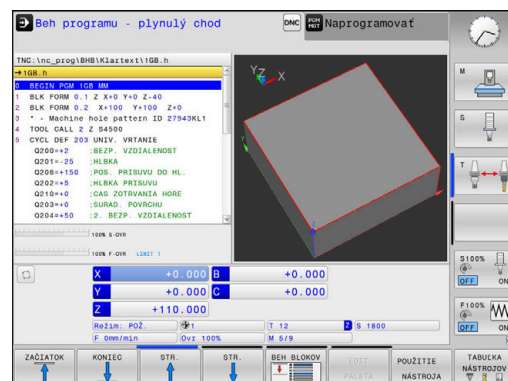 Beh programu - plynulý chod
DNC
PGM MGT
Naprogramovať
TNC:\nc_prog\BHB\Klartext\1GB.h
→1GB.h
0 BEGIN PGM 1GB MM
1 BLK FORM 0.1 Z X+0 Y+0 Z-40
2 BLK FORM 0.2 X+100 Y+100 Z+0
3 * - Machine hole pattern ID 27943KL1
4 TOOL CALL 2 Z S4500
5 CYCL DEF 203 UNIV. VRTANIE
Q200=+2 ;BEZP. VZDIALENOST
Q201=-25 ;HLBKA
Q206=+150 ;POS. PRISUVU DO HL.
Q202=+5 ;HLBKA PRISUVU
Q210=+0 ;CAS ZOTRVANIA HORE
Q203=+0 ;SURAD. POVRCHU
Q204=+50 ;2. BEZP. VZDIALENOST
Y Z X
100% S-OVR
100% F-OVR LIMIT 1
X +0.000 B +0.000
Y +0.000 C +0.000
Z +110.000
Režim: POŽ. 1 T 12 Z S 1800
F 0mm/min Ovr 100% M 5/9
M
S
T
S100%
OFF ON
F100%
OFF ON
ZAČIATOK
KONIEC
STR.
STR.
BEH BLOKOV
EDIT PALETA
POUŽITIE NÁSTROJA
TABUĽKA NÁSTROJOV